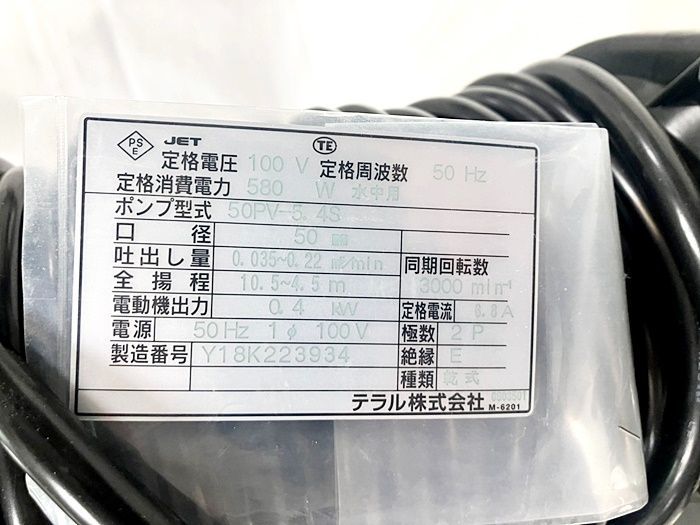 PSE JET TE
定格電圧 100 V 定格周波数 50 Hz
定格消費電力 580 W 水中用
ポンプ型式 50PV-5.4S
口径 50 mm
吐出し量 0.035~0.22 m³/min 同期回転数
全揚程 10.5~4.5 m 3000 min⁻¹
電動機出力 0.4 kW 定格電流 6.8 A
電源 50Hz 1φ 100V 極数 2 P
製造番号 Y18K223934 絶縁 E
種類 乾式
テラル株式会社 M-6201